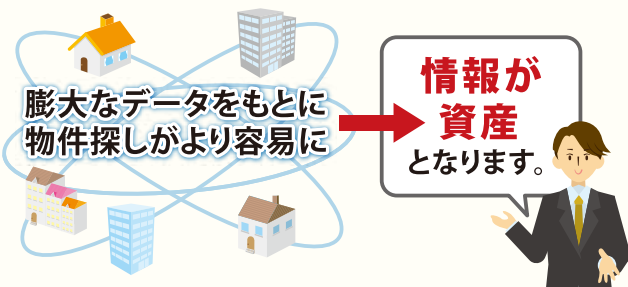 膨大なデータをもとに
物件探しがより容易に
情報が
資産
となります。